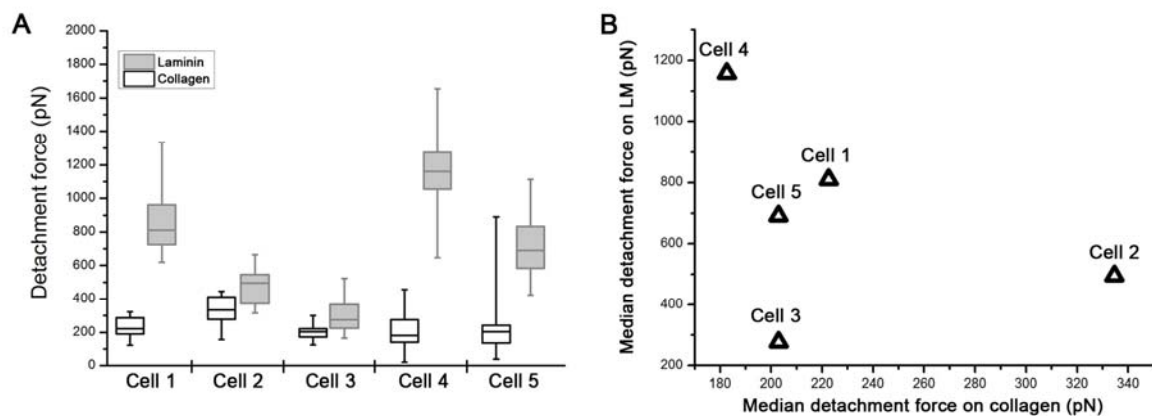 A
Detachment force (pN)
2000
1800
1600
1400
1200
1000
800
600
400
200
0
Laminin
Collagen
Cell 1
Cell 2
Cell 3
Cell 4
Cell 5
B
Median detachment force on LM (pN)
1200
1000
800
600
400
200
Cell 4
Cell 1
Cell 5
Cell 2
Cell 3
180 200 220 240 260 280 300 320 340
Median detachment force on collagen (pN)